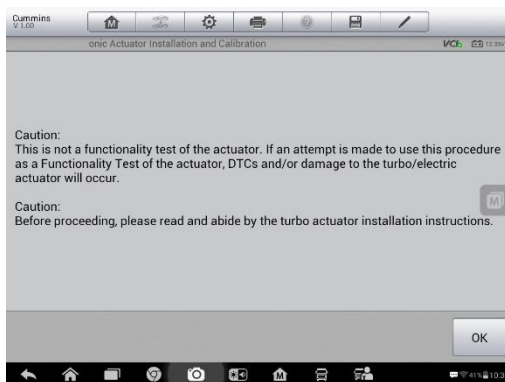 Cummins
V 1.00
onic Actuator Installation and Calibration
VCI
Caution:
This is not a functionality test of the actuator. If an attempt is made to use this procedure
as a Functionality Test of the actuator, DTCs and/or damage to the turbo/electric
actuator will occur.
Caution:
Before proceeding, please read and abide by the turbo actuator installation instructions.
M
OK
41%
10:3